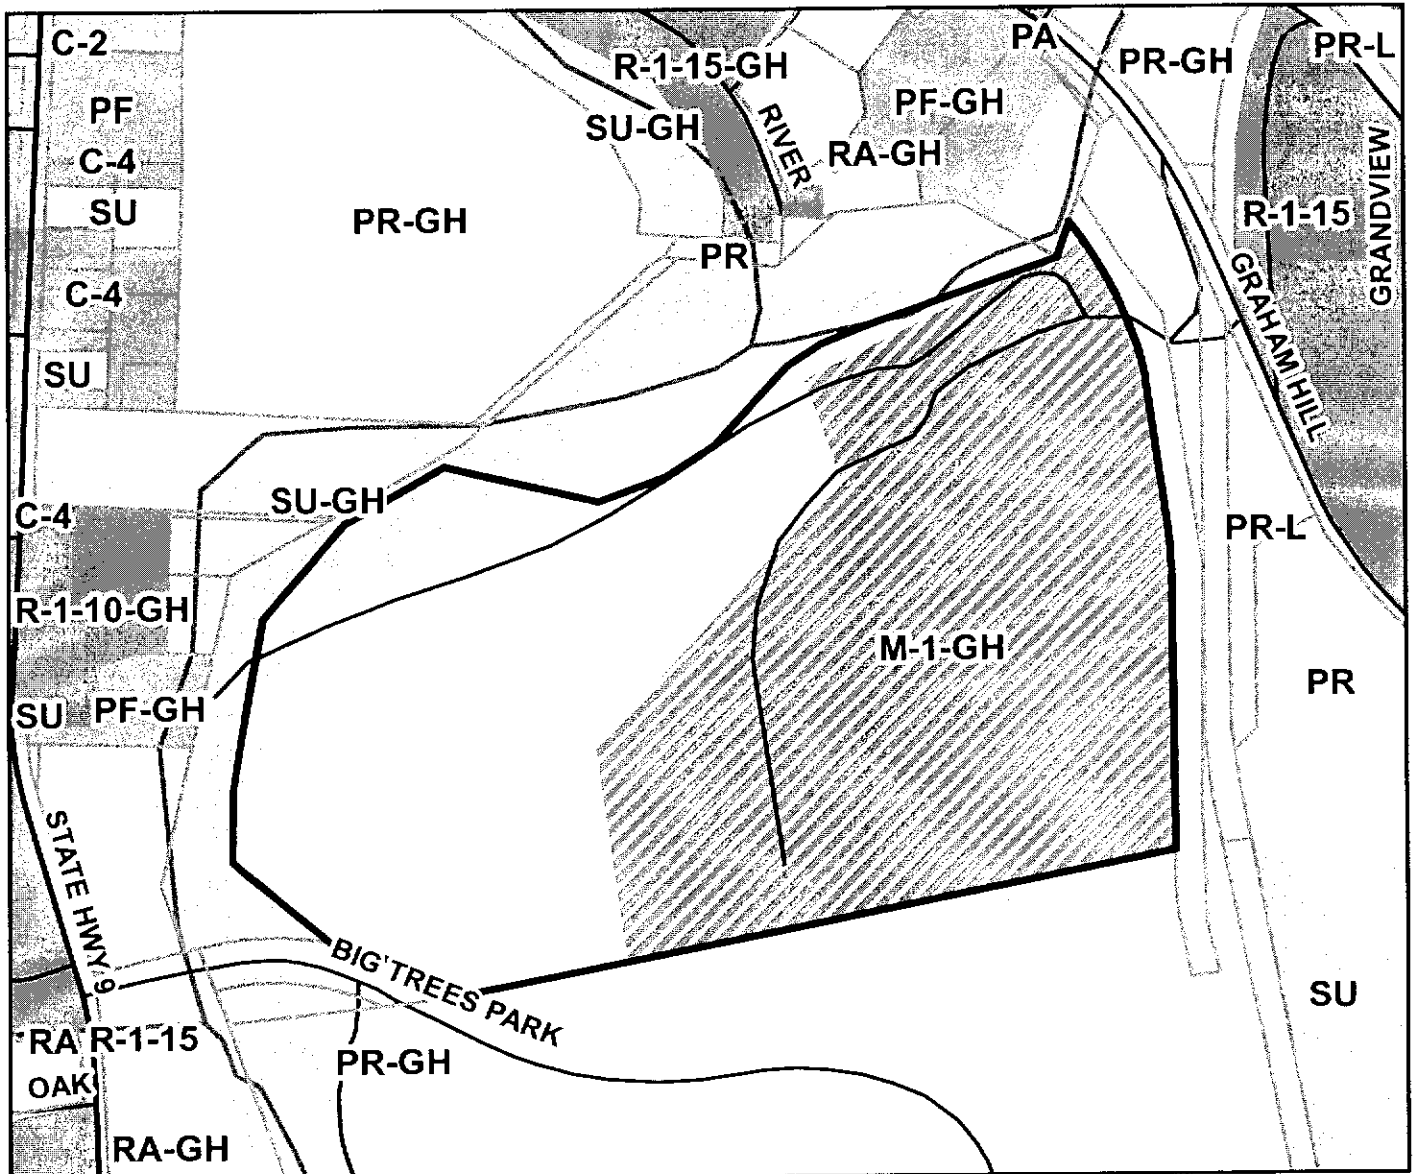 C-2
PA
PR-GH
PR-L
R-1-15-GH
PF
PF-GH
SU-GH
RIVER
C-4
RA-GH
GRANDVIEW
SU
PR-GH
R-1-15
PR
C-4
GRAHAM HILL
SU
SU-GH
C-4
PR-L
R-1-10-GH
M-1-GH
PR
SU
PF-GH
STATE HWY 9
BIG TREES PARK
SU
RA
R-1-15
PR-GH
OAK
RA-GH